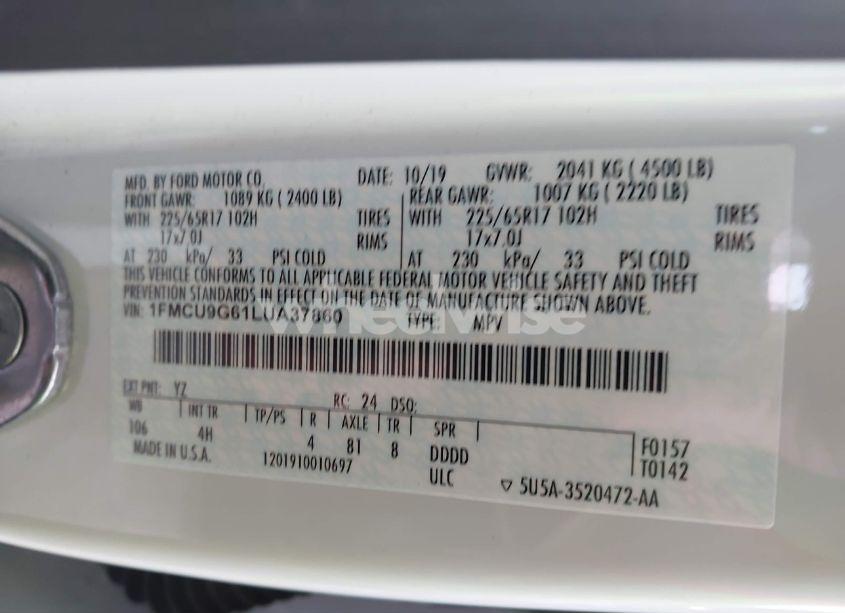 MFD. BY FORD MOTOR CO. DATE: 10/19 GVWR: 2041 KG ( 4500 LB)
FRONT GAWR: 1089 KG ( 2400 LB) REAR GAWR: 1007 KG ( 2220 LB)
WITH 225/65R17 102H TIRES WITH 225/65R17 102H TIRES
17x7.0J RIMS 17x7.0J RIMS
AT 230 kPa/ 33 PSI COLD AT 230 kPa/ 33 PSI COLD
THIS VEHICLE CONFORMS TO ALL APPLICABLE FEDERAL MOTOR VEHICLE SAFETY AND THEFT
PREVENTION STANDARDS IN EFFECT ON THE DATE OF MANUFACTURE SHOWN ABOVE.
VIN: 1FMCU9G61LUA37860 TYPE: MPV
wheelwise
EXT PNT: YZ RC: 24 DSO:
WB INT TR TP/PS R AXLE TR SPR
106 4H 4 81 8 DDDD F0157
MADE IN U.S.A. 1201910010697 ULC T0142
5U5A-3520472-AA